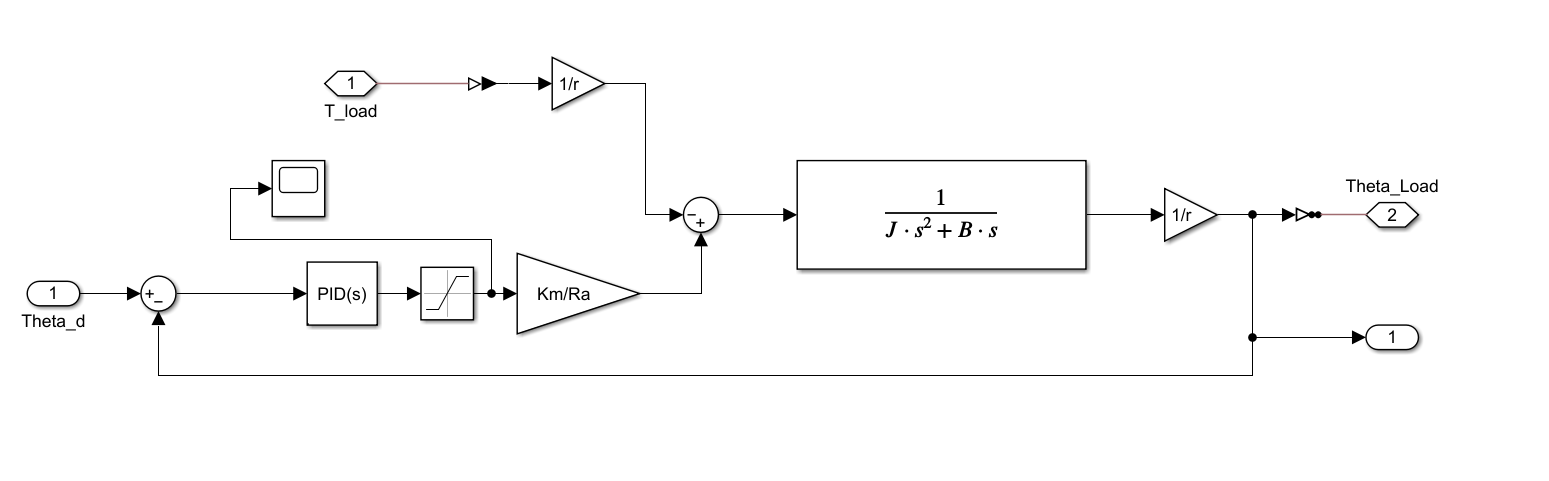 1
1/r
T_load
1
J · s² + B · s
1/r
Theta_Load
2
1
Theta_d
+
−
PID(s)
Km/Ra
−
+
1